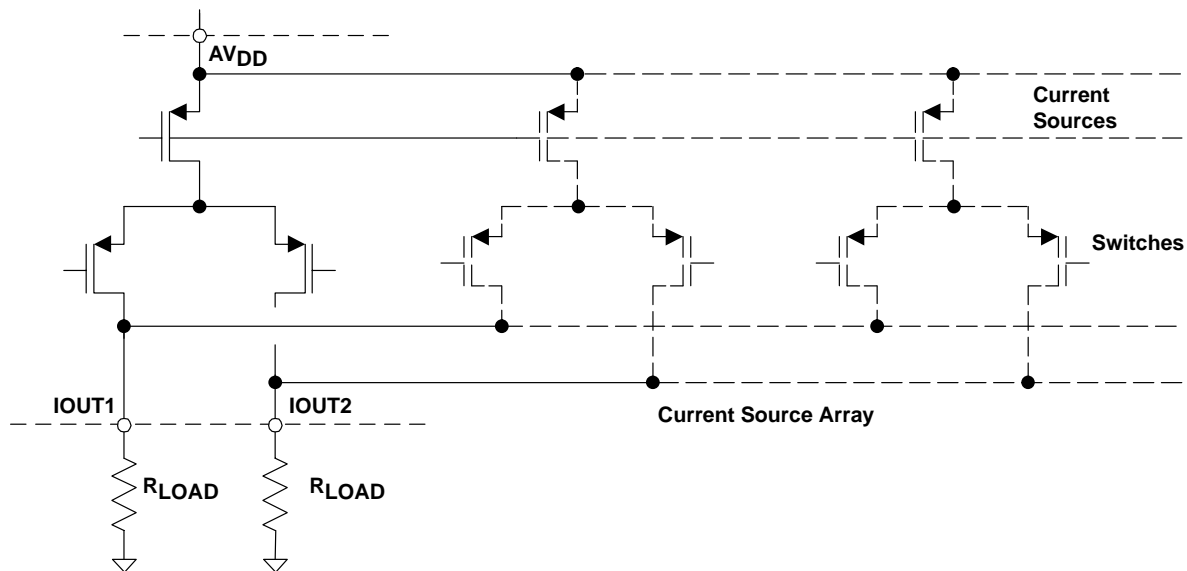 AVDD
Current
Sources
Switches
IOUT1
IOUT2
Current Source Array
RLOAD
RLOAD